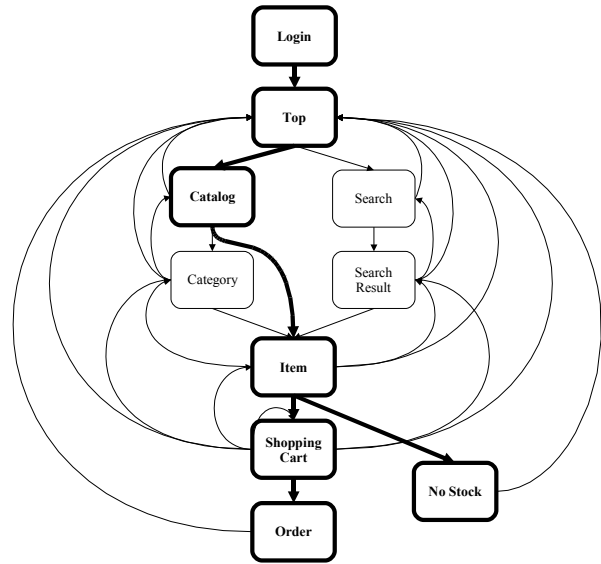 Login
Top
Catalog
Search
Category
Search
Result
Item
Shopping
Cart
No Stock
Order